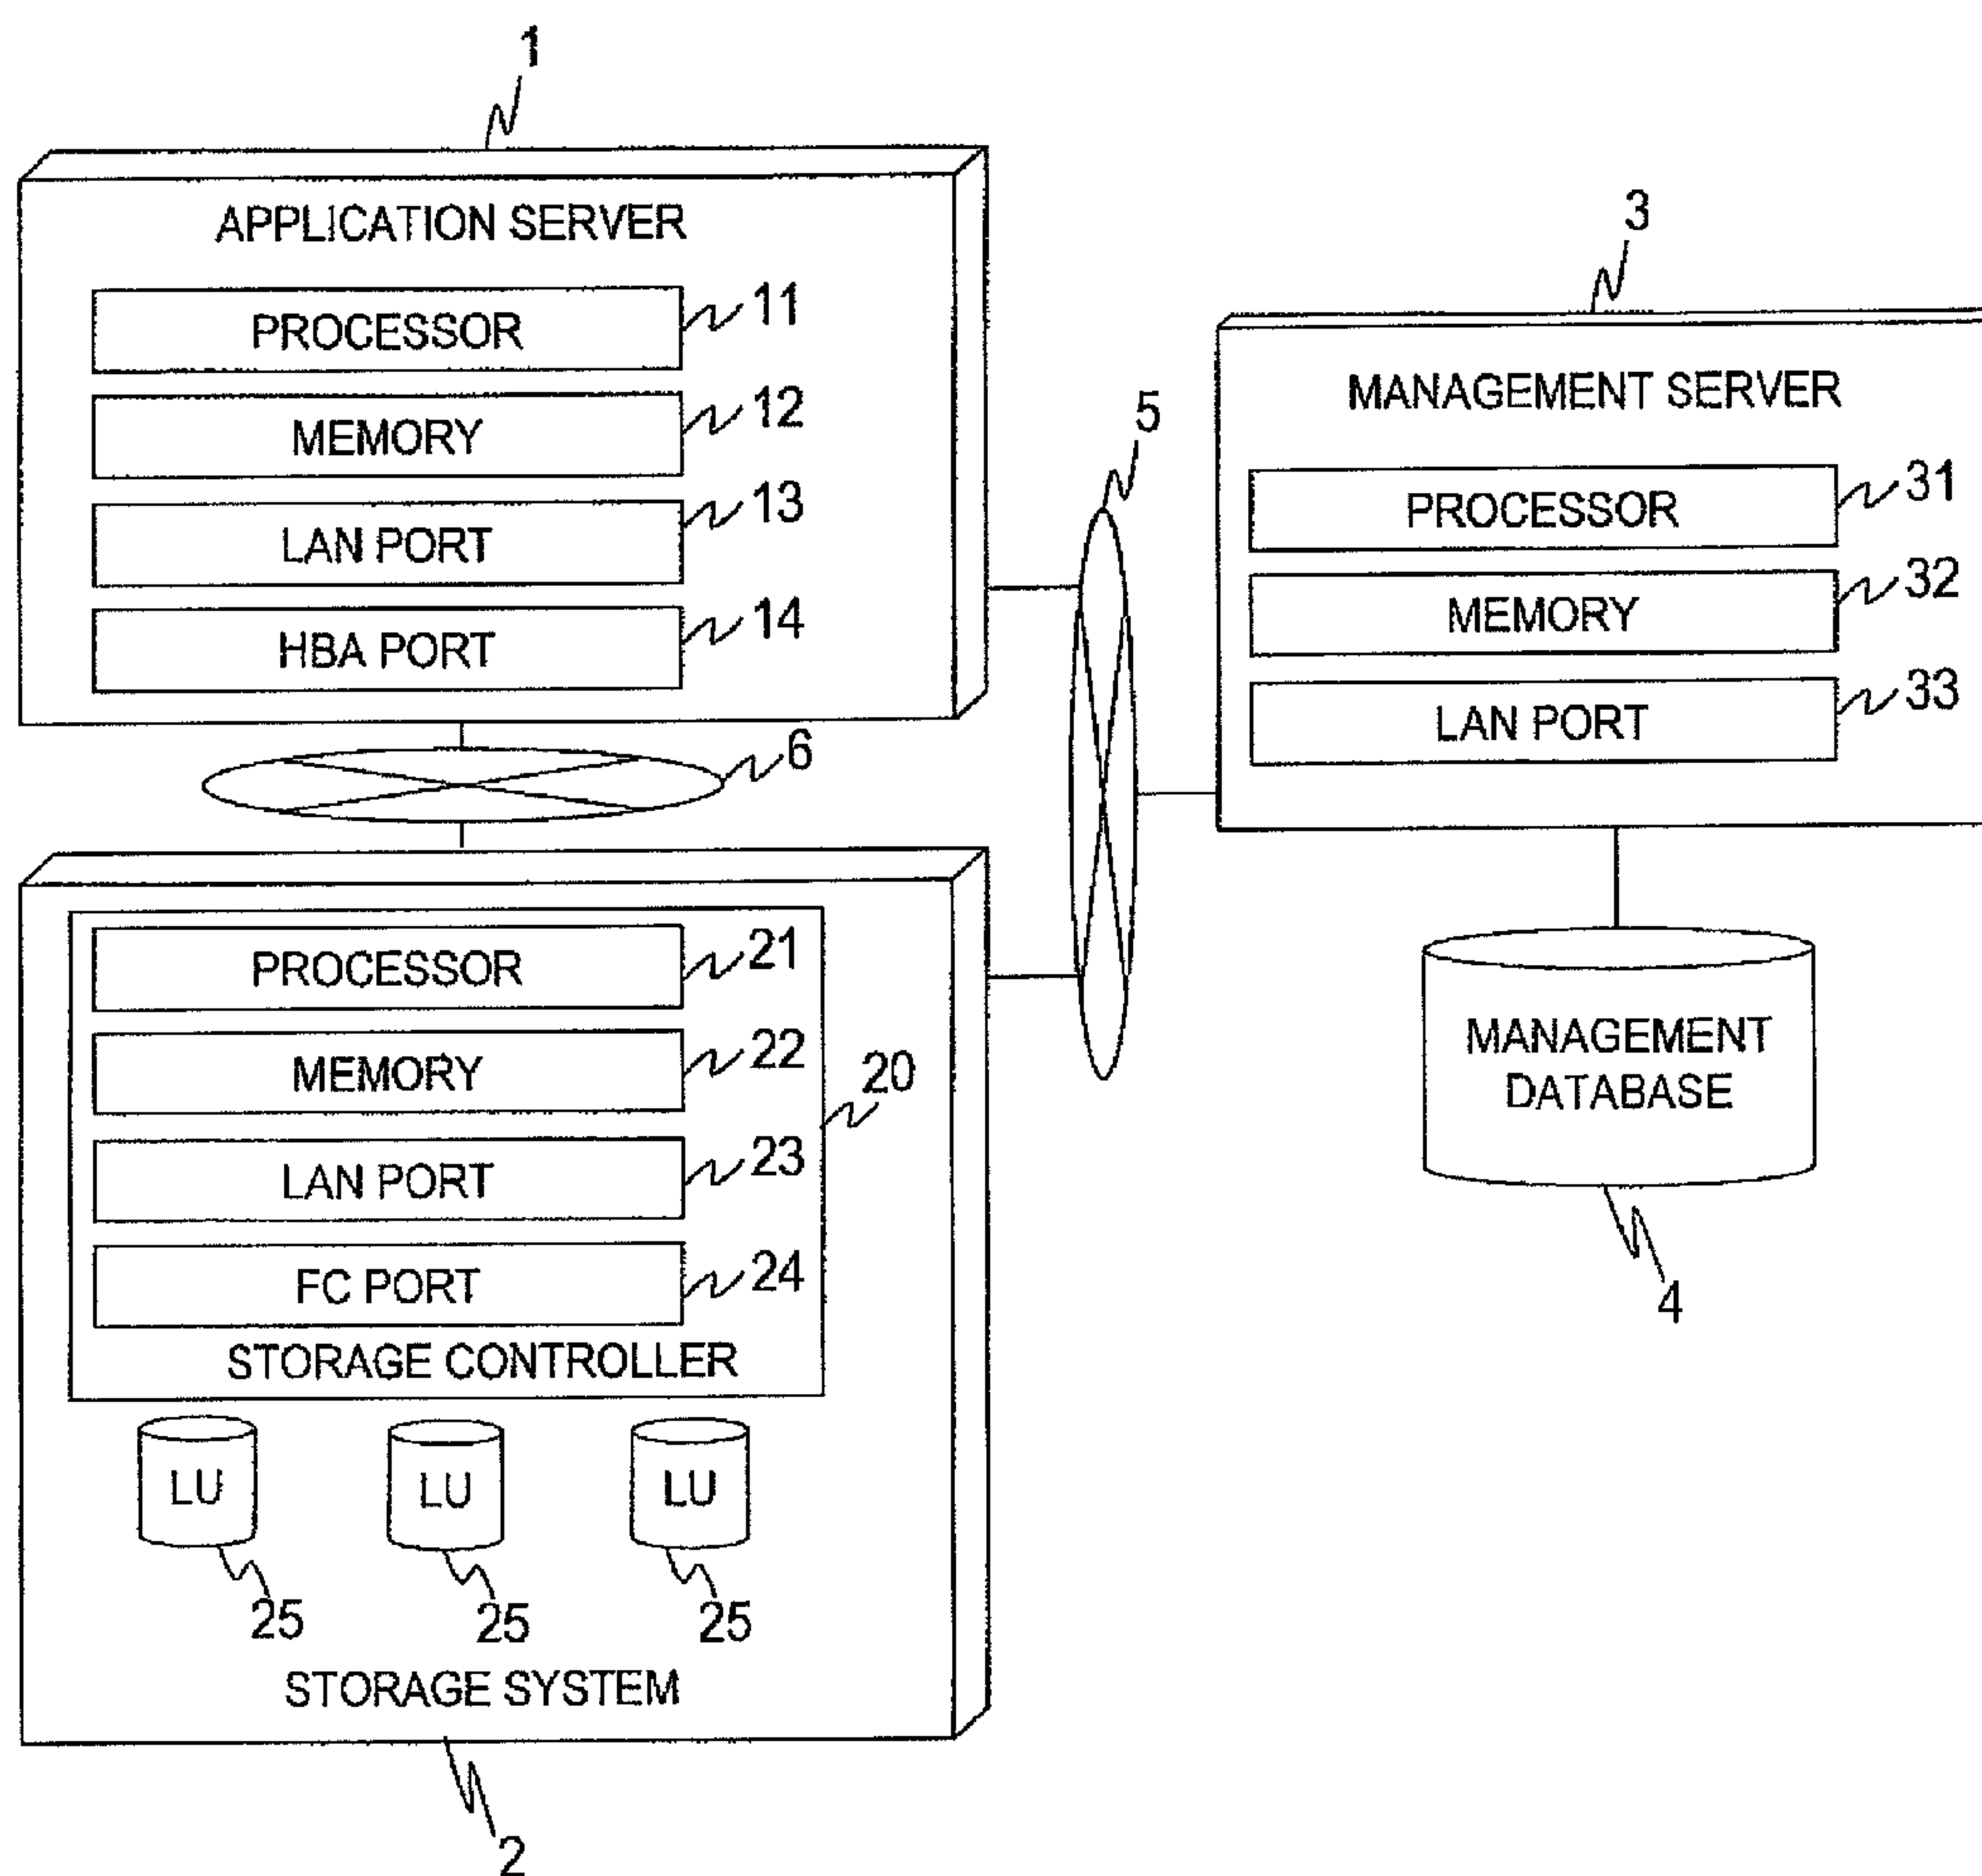 1
APPLICATION SERVER
PROCESSOR 11
MEMORY 12
LAN PORT 13
HBA PORT 14
6
5
3
MANAGEMENT SERVER
PROCESSOR 31
MEMORY 32
LAN PORT 33
MANAGEMENT
DATABASE
4
PROCESSOR 21
MEMORY 22
20
LAN PORT 23
FC PORT 24
STORAGE CONTROLLER
LU LU LU
25 25 25
STORAGE SYSTEM
2